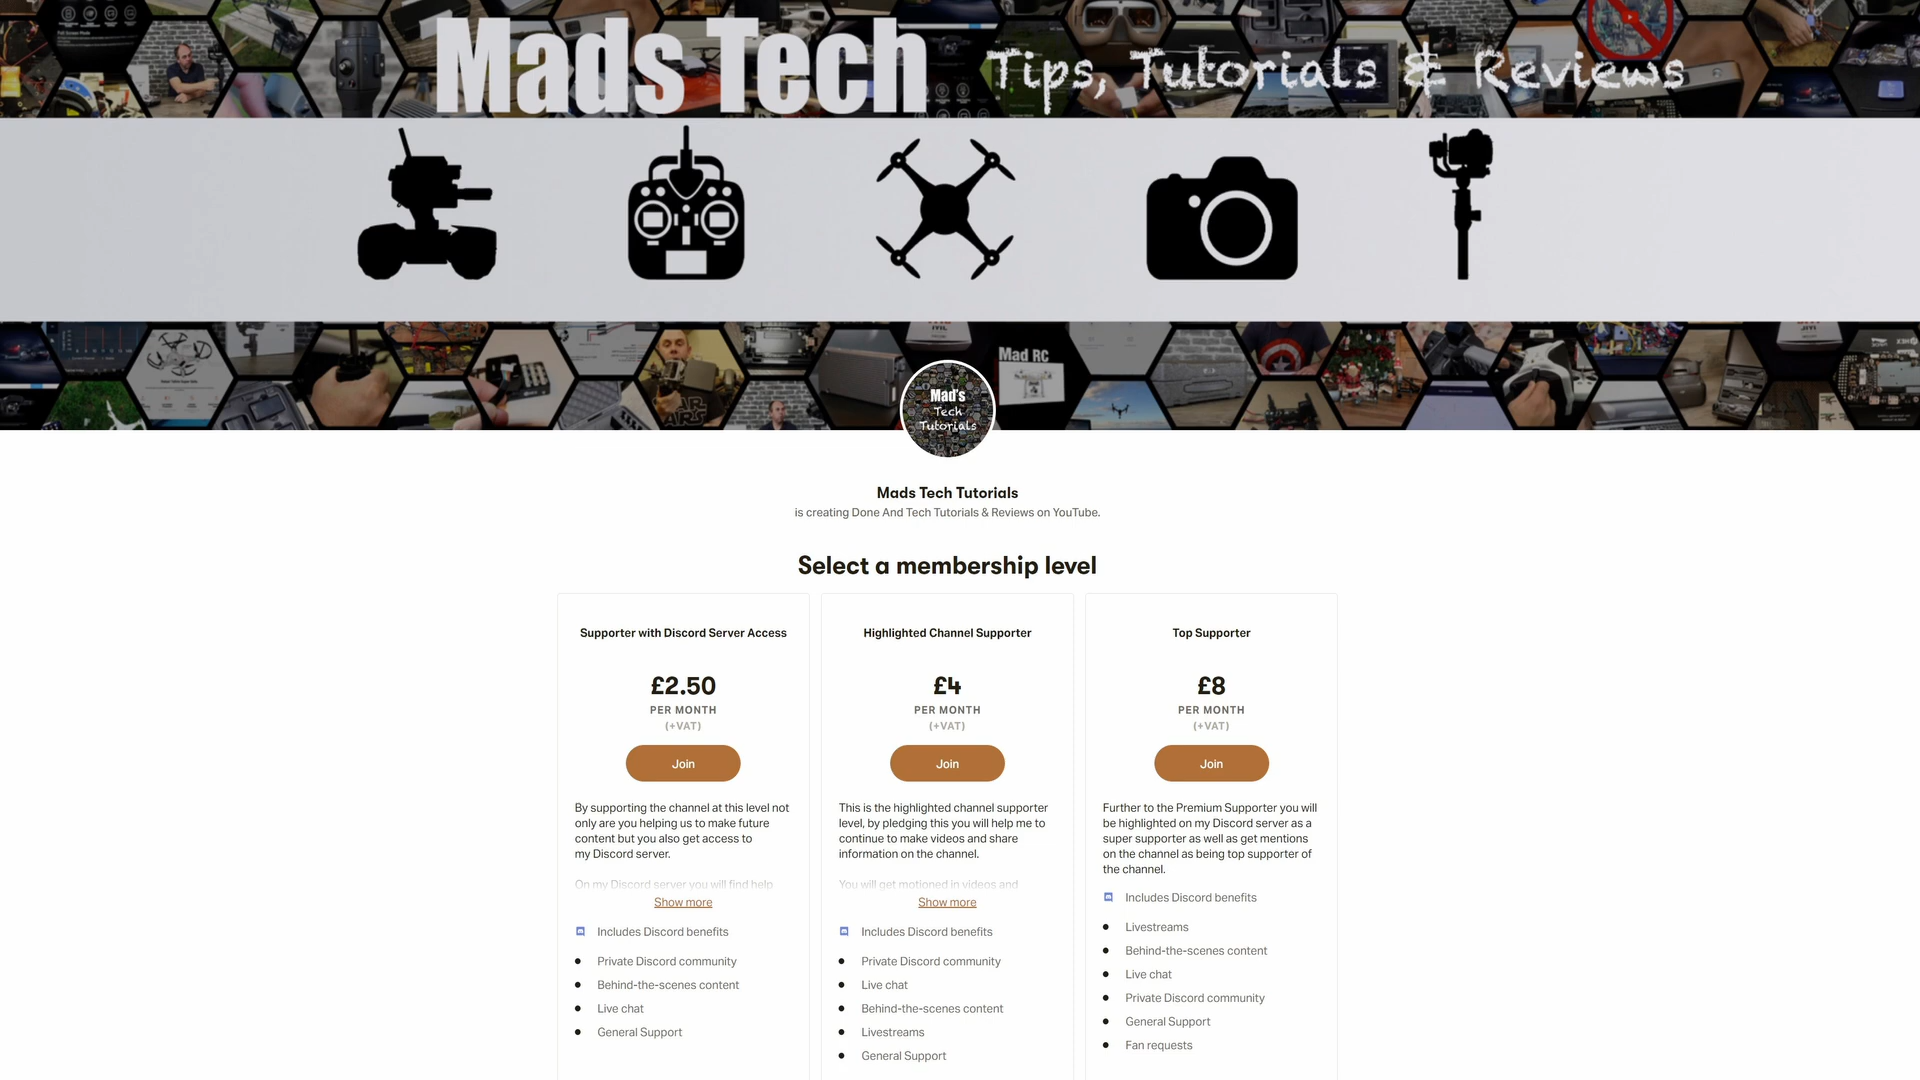 Mads Tech
Tips, Tutorials & Reviews
Mad RC
Mad's
Tech
Tutorials
Mads Tech Tutorials
is creating Done And Tech Tutorials & Reviews on YouTube.
Select a membership level
Supporter with Discord Server Access
£2.50
PER MONTH
(+VAT)
Join
By supporting the channel at this level not
only are you helping us to make future
content but you also get access to
my Discord server.
On my Discord server you will find help
Show more
Includes Discord benefits
Private Discord community
Behind-the-scenes content
Live chat
General Support
Highlighted Channel Supporter
£4
PER MONTH
(+VAT)
Join
This is the highlighted channel supporter
level, by pledging this you will help me to
continue to make videos and share
information on the channel.
You will get motioned in videos and
Show more
Includes Discord benefits
Private Discord community
Live chat
Behind-the-scenes content
Livestreams
General Support
Top Supporter
£8
PER MONTH
(+VAT)
Join
Further to the Premium Supporter you will
be highlighted on my Discord server as a
super supporter as well as get mentions
on the channel as being top supporter of
the channel.
Includes Discord benefits
Livestreams
Behind-the-scenes content
Live chat
Private Discord community
General Support
Fan requests